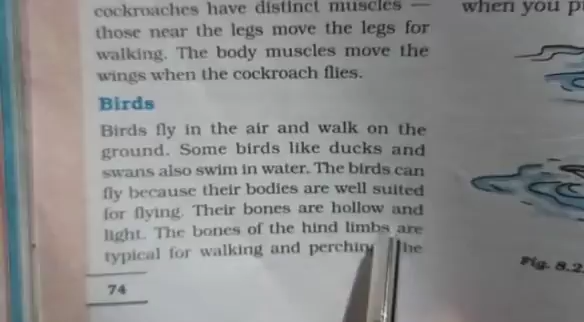 cockroaches have distinct muscles —
those near the legs move the legs for
walking. The body muscles move the
wings when the cockroach flies.
Birds
Birds fly in the air and walk on the
ground. Some birds like ducks and
swans also swim in water. The birds can
fly because their bodies are well suited
for flying. Their bones are hollow and
light. The bones of the hind limbs are
typical for walking and
74
when you
Fig. 8.2